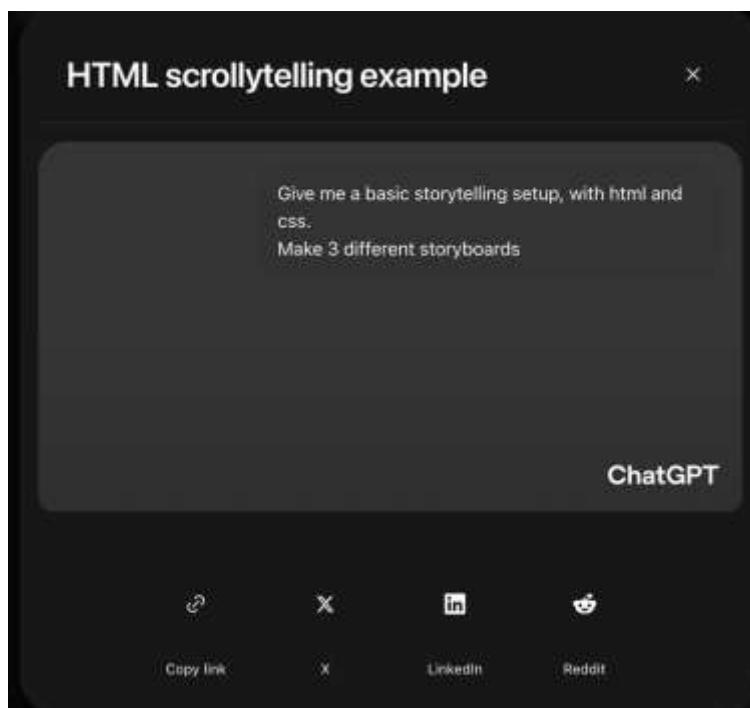 HTML scrollytelling example
Give me a basic storytelling setup, with html and
css.
Make 3 different storyboards
ChatGPT
Copy link
X
LinkedIn
Reddit